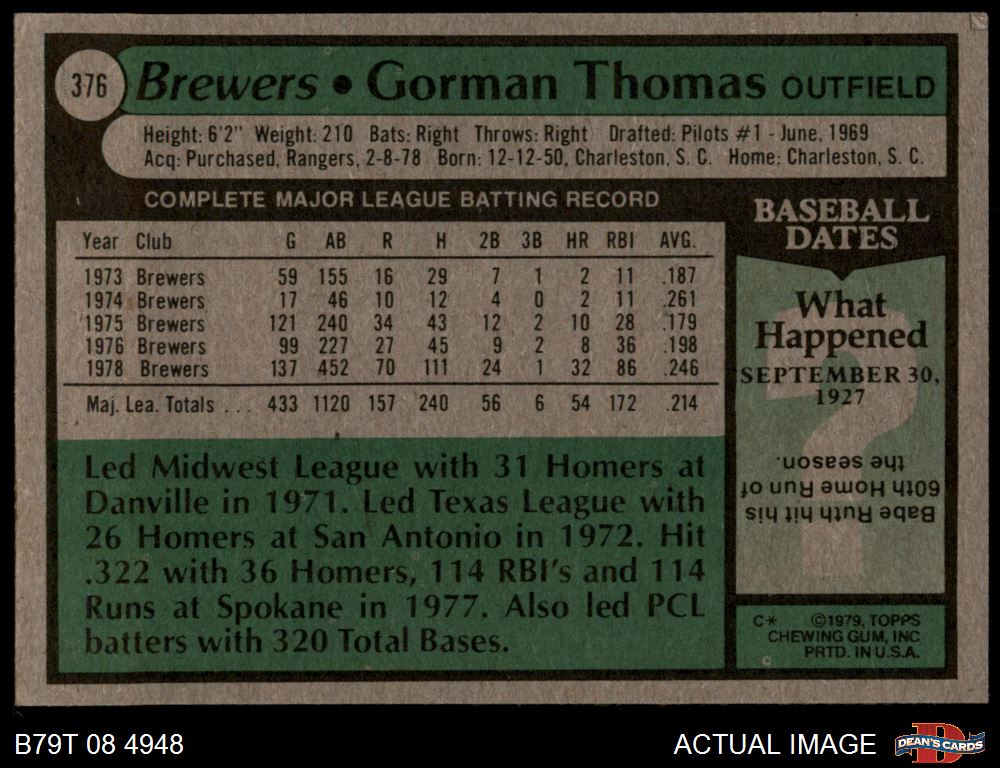 376 Brewers • Gorman Thomas OUTFIELD
Height: 6'2" Weight: 210 Bats: Right Throws: Right Drafted: Pilots #1 - June, 1969
Acq: Purchased, Rangers, 2-8-78 Born: 12-12-50, Charleston, S. C. Home: Charleston, S. C.
COMPLETE MAJOR LEAGUE BATTING RECORD
Year Club G AB R H 2B 3B HR RBI AVG.
1973 Brewers 59 155 16 29 7 1 2 11 .187
1974 Brewers 17 46 10 12 4 0 2 11 .261
1975 Brewers 121 240 34 43 12 2 10 28 .179
1976 Brewers 99 227 27 45 9 2 8 36 .198
1978 Brewers 137 452 70 111 24 1 32 86 .246
Maj. Lea. Totals . . . 433 1120 157 240 56 6 54 172 .214
Led Midwest League with 31 Homers at
Danville in 1971. Led Texas League with
26 Homers at San Antonio in 1972. Hit
.322 with 36 Homers, 114 RBI's and 114
Runs at Spokane in 1977. Also led PCL
batters with 320 Total Bases.
BASEBALL
DATES
What
Happened
SEPTEMBER 30,
1927
?
Babe Ruth hit his
60th Home Run of
the season.
C* ©1979, TOPPS
CHEWING GUM, INC
PRTD. IN U.S.A.
B79T 08 4948
ACTUAL IMAGE
D
DEAN'S CARDS